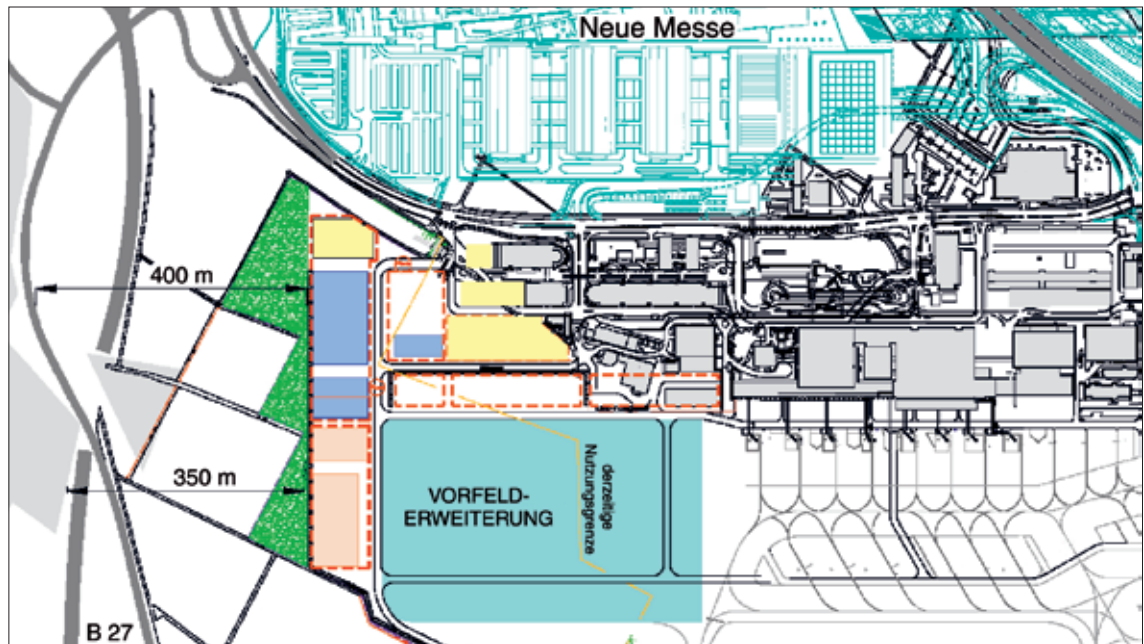 Neue Messe
400 m
350 m
VORFELD-
ERWEITERUNG
derzeitige
Nutzungsgrenze
B 27